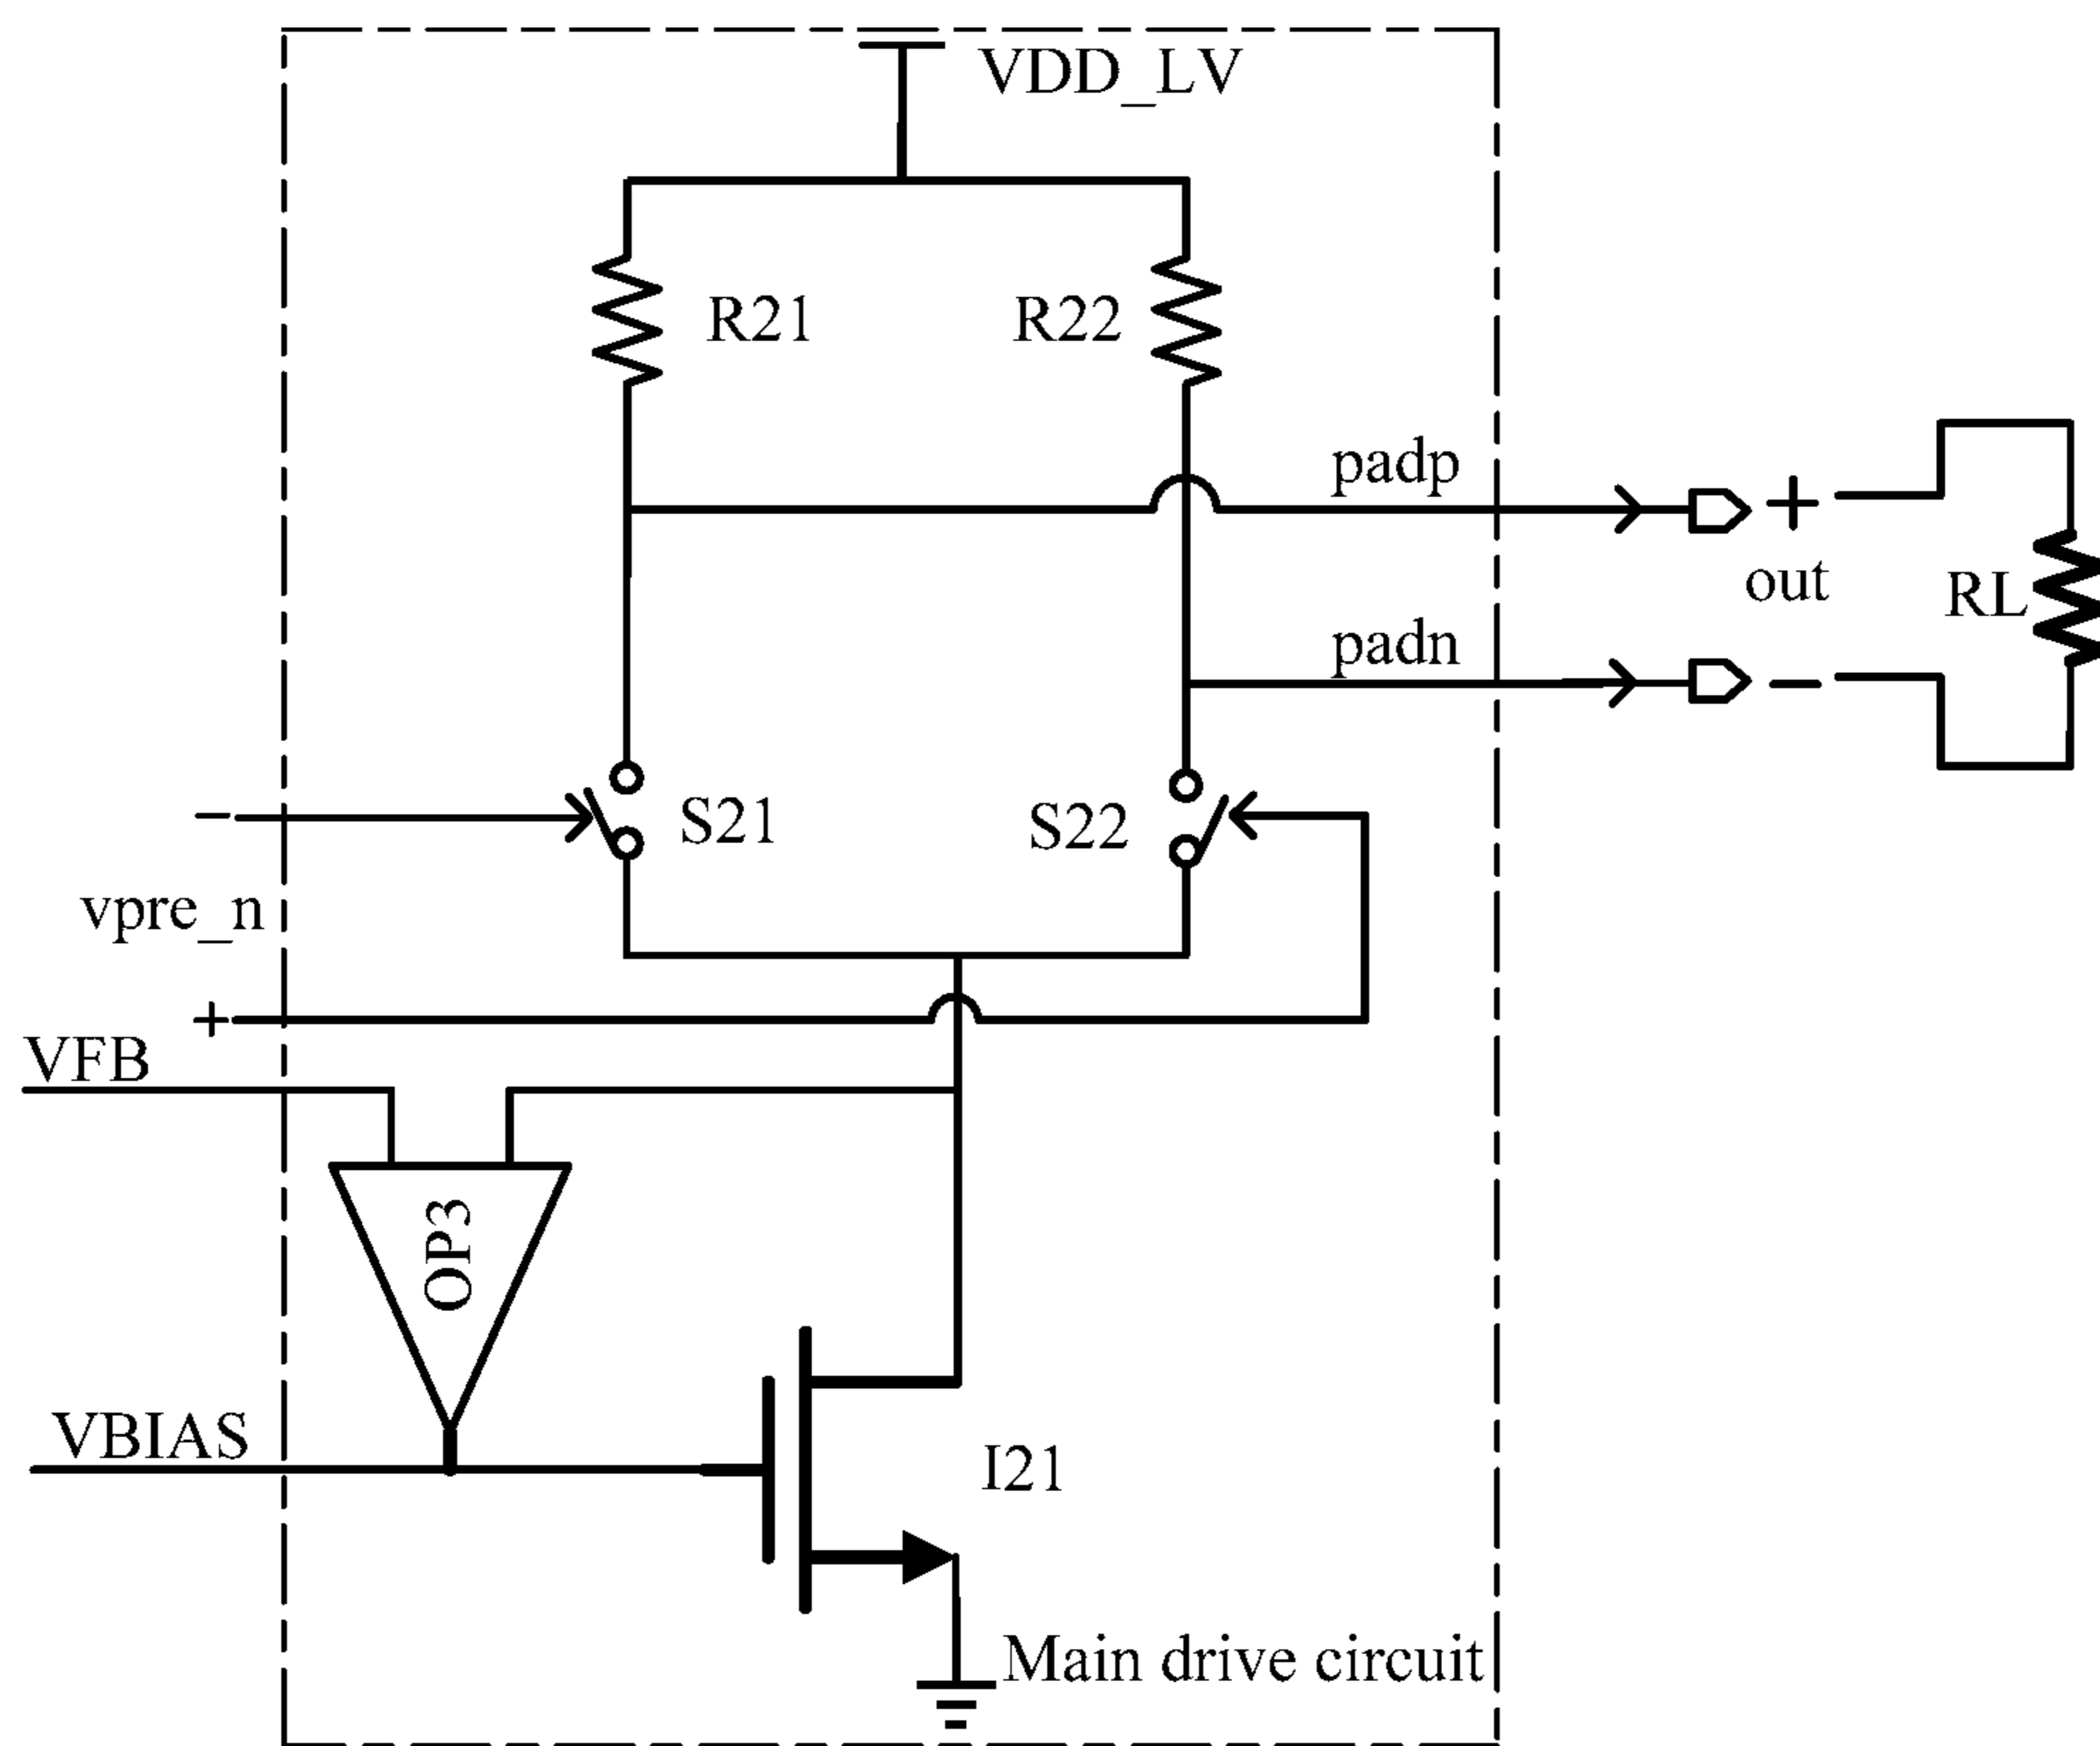 VDD_LV
R21
R22
padp
+
out
RL
padn
−
−
S21
S22
vpre_n
+
VFB
OP3
VBIAS
I21
Main drive circuit